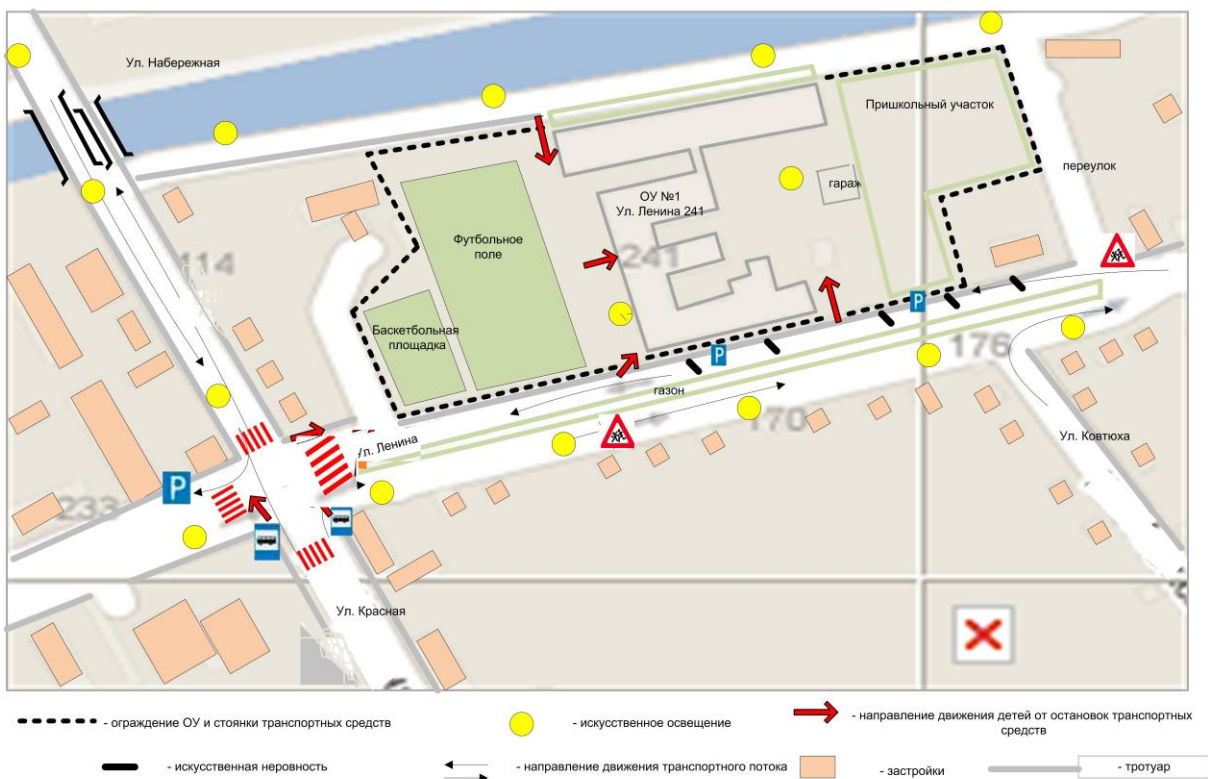 Ул. Набережная
Пришкольный участок
переулок
гараж
ОУ №1
Ул. Ленина 241
241
Футбольное
поле
414
Баскетбольная
площадка
P
P
176
газон
170
Ул. Ленина
Ул. Ковтюха
P
233
Ул. Красная
- ограждение ОУ и стоянки транспортных средств
- искусственное освещение
- направление движения детей от остановок транспортных
средств
- искусственная неровность
- направление движения транспортного потока
- застройки
- тротуар